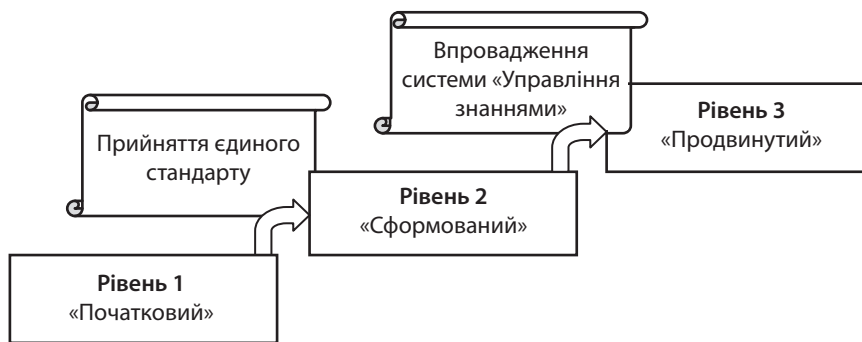 Впровадження
системи «Управління
знаннями»
Рівень 3
«Продвинутий»
Прийняття єдиного
стандарту
Рівень 2
«Сформований»
Рівень 1
«Початковий»